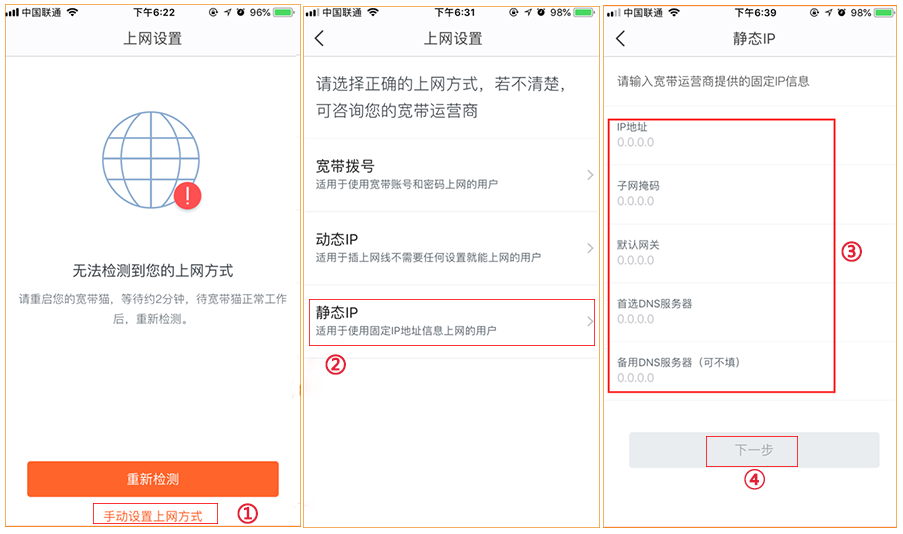 中国联通 下午6:22 96%
上网设置
!
无法检测到您的上网方式
请重启您的宽带猫，等待约2分钟，待宽带猫正常工作
后，重新检测。
重新检测
手动设置上网方式 ①
中国联通 下午6:31 98%
上网设置
请选择正确的上网方式，若不清楚，
可咨询您的宽带运营商
宽带拨号
适用于使用宽带账号和密码上网的用户
动态IP
适用于插上网线不需要任何设置就能上网的用户
静态IP
适用于使用固定IP地址信息上网的用户
②
中国联通 下午6:39 98%
静态IP
请输入宽带运营商提供的固定IP信息
IP地址
0.0.0.0
子网掩码
0.0.0.0
默认网关
0.0.0.0
③
首选DNS服务器
0.0.0.0
备用DNS服务器（可不填）
0.0.0.0
下一步
④